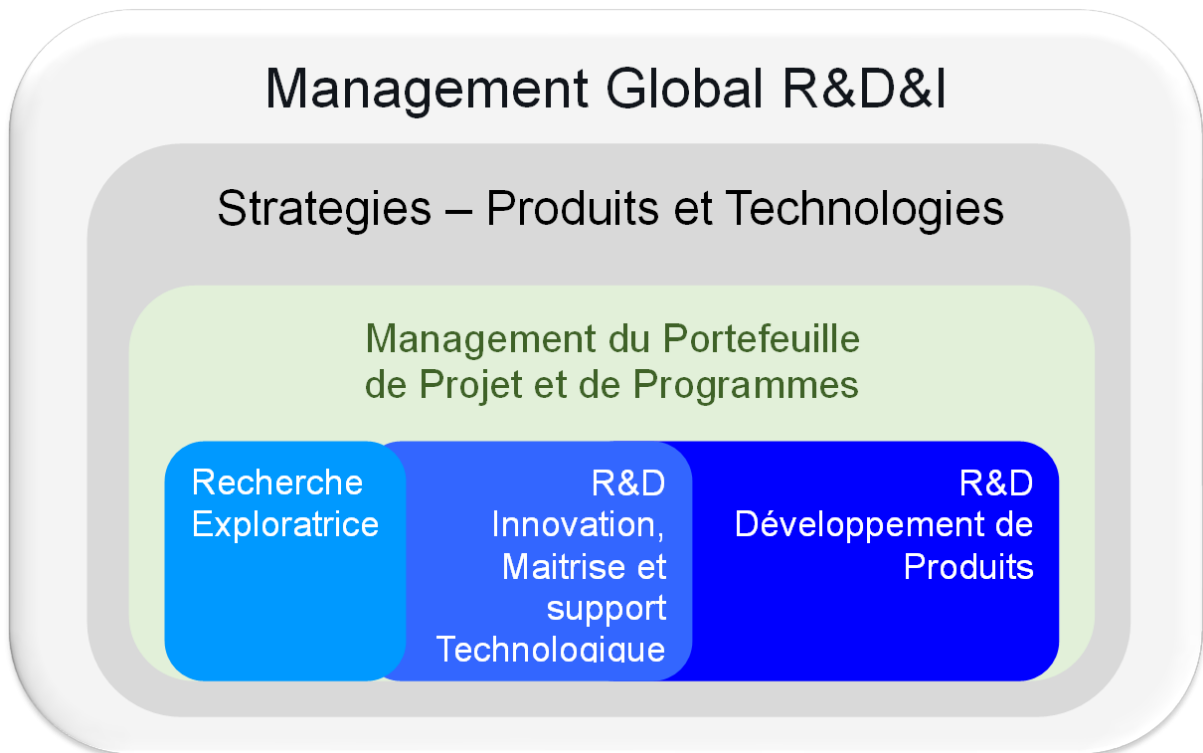 Management Global R&D&I
Strategies – Produits et Technologies
Management du Portefeuille
de Projet et de Programmes
Recherche
Exploratrice
R&D
Innovation,
Maitrise et
support
Technologique
R&D
Développement de
Produits